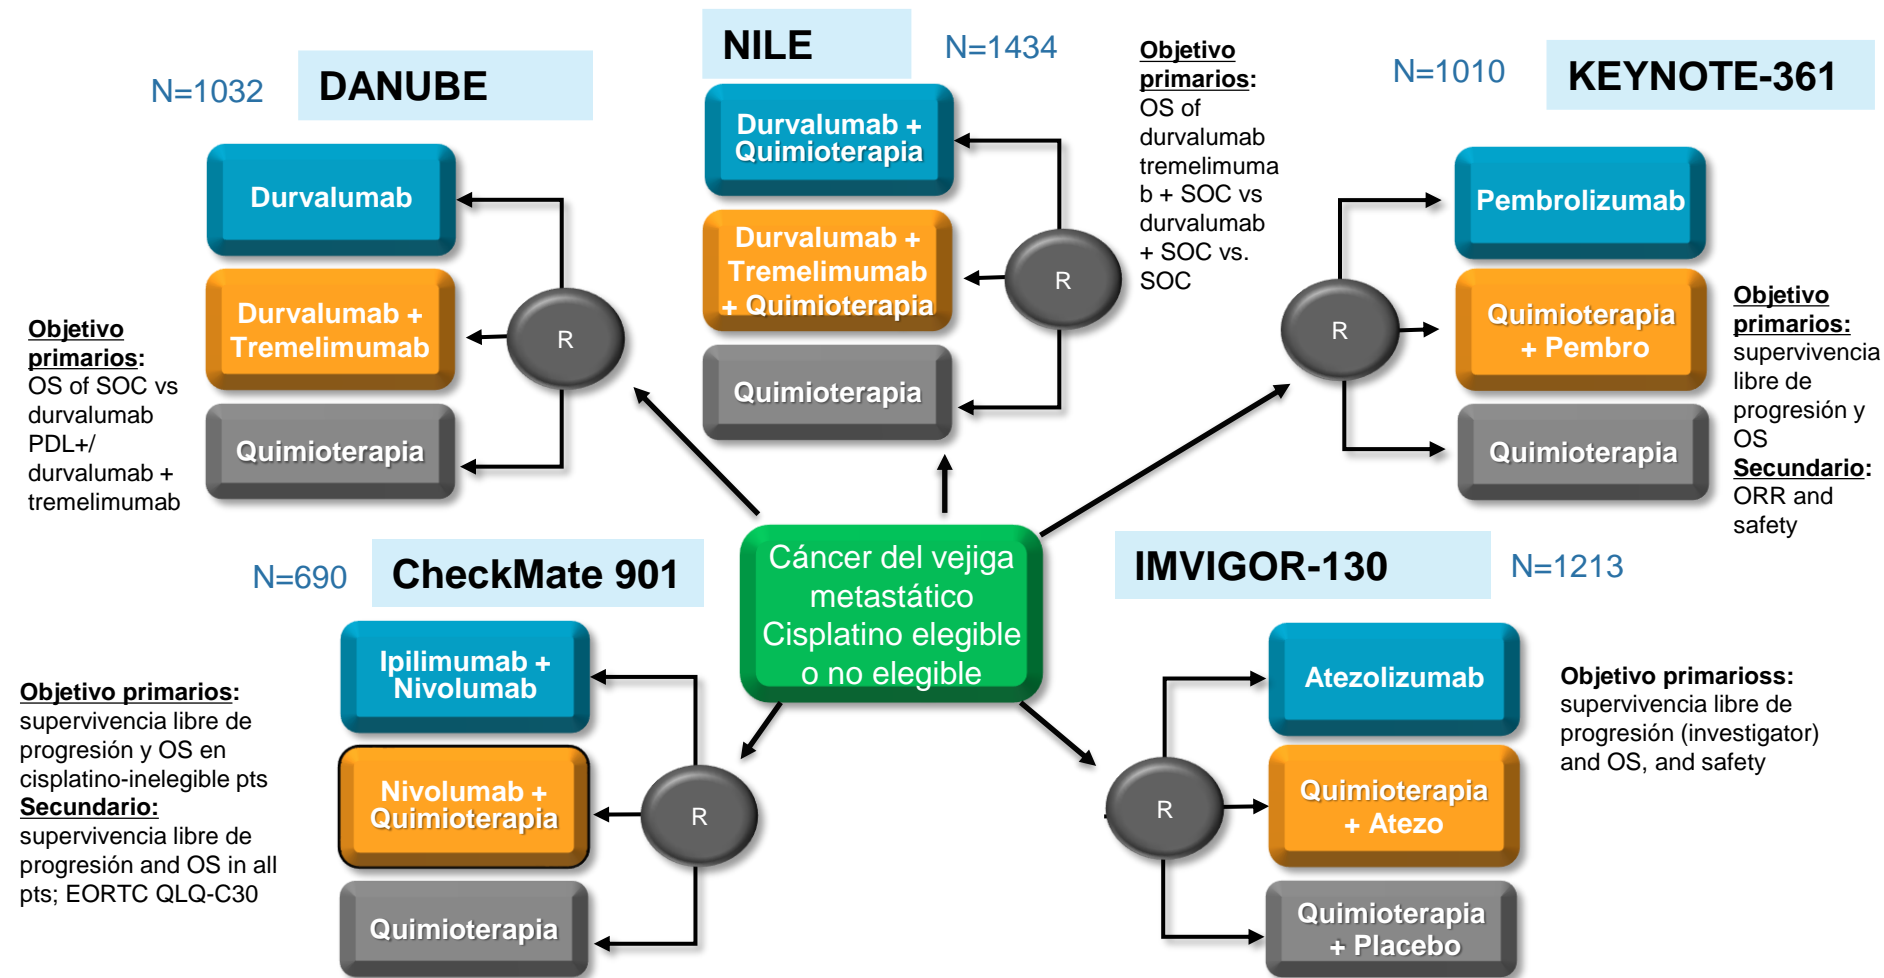 N=1032
DANUBE
Durvalumab
Durvalumab +
Tremelimumab
Quimioterapia
R
Objetivo
primarios:
OS of SOC vs
durvalumab
PDL+/
durvalumab +
tremelimumab
NILE
N=1434
Durvalumab +
Quimioterapia
Durvalumab +
Tremelimumab
+ Quimioterapia
Quimioterapia
R
Objetivo
primarios:
OS of
durvalumab
tremelimuma
b + SOC vs
durvalumab
+ SOC vs.
SOC
N=1010
KEYNOTE-361
Pembrolizumab
Quimioterapia
+ Pembro
Quimioterapia
R
Objetivo
primarios:
supervivencia
libre de
progresión y
OS
Secundario:
ORR and
safety
Cáncer del vejiga
metastático
Cisplatino elegible
o no elegible
N=690
CheckMate 901
Ipilimumab +
Nivolumab
Nivolumab +
Quimioterapia
Quimioterapia
R
Objetivo primarios:
supervivencia libre de
progresión y OS en
cisplatino-inelegible pts
Secundario:
supervivencia libre de
progresión and OS in all
pts; EORTC QLQ-C30
IMVIGOR-130
N=1213
R
Atezolizumab
Quimioterapia
+ Atezo
Quimioterapia
+ Placebo
Objetivo primarioss:
supervivencia libre de
progresión (investigator)
and OS, and safety